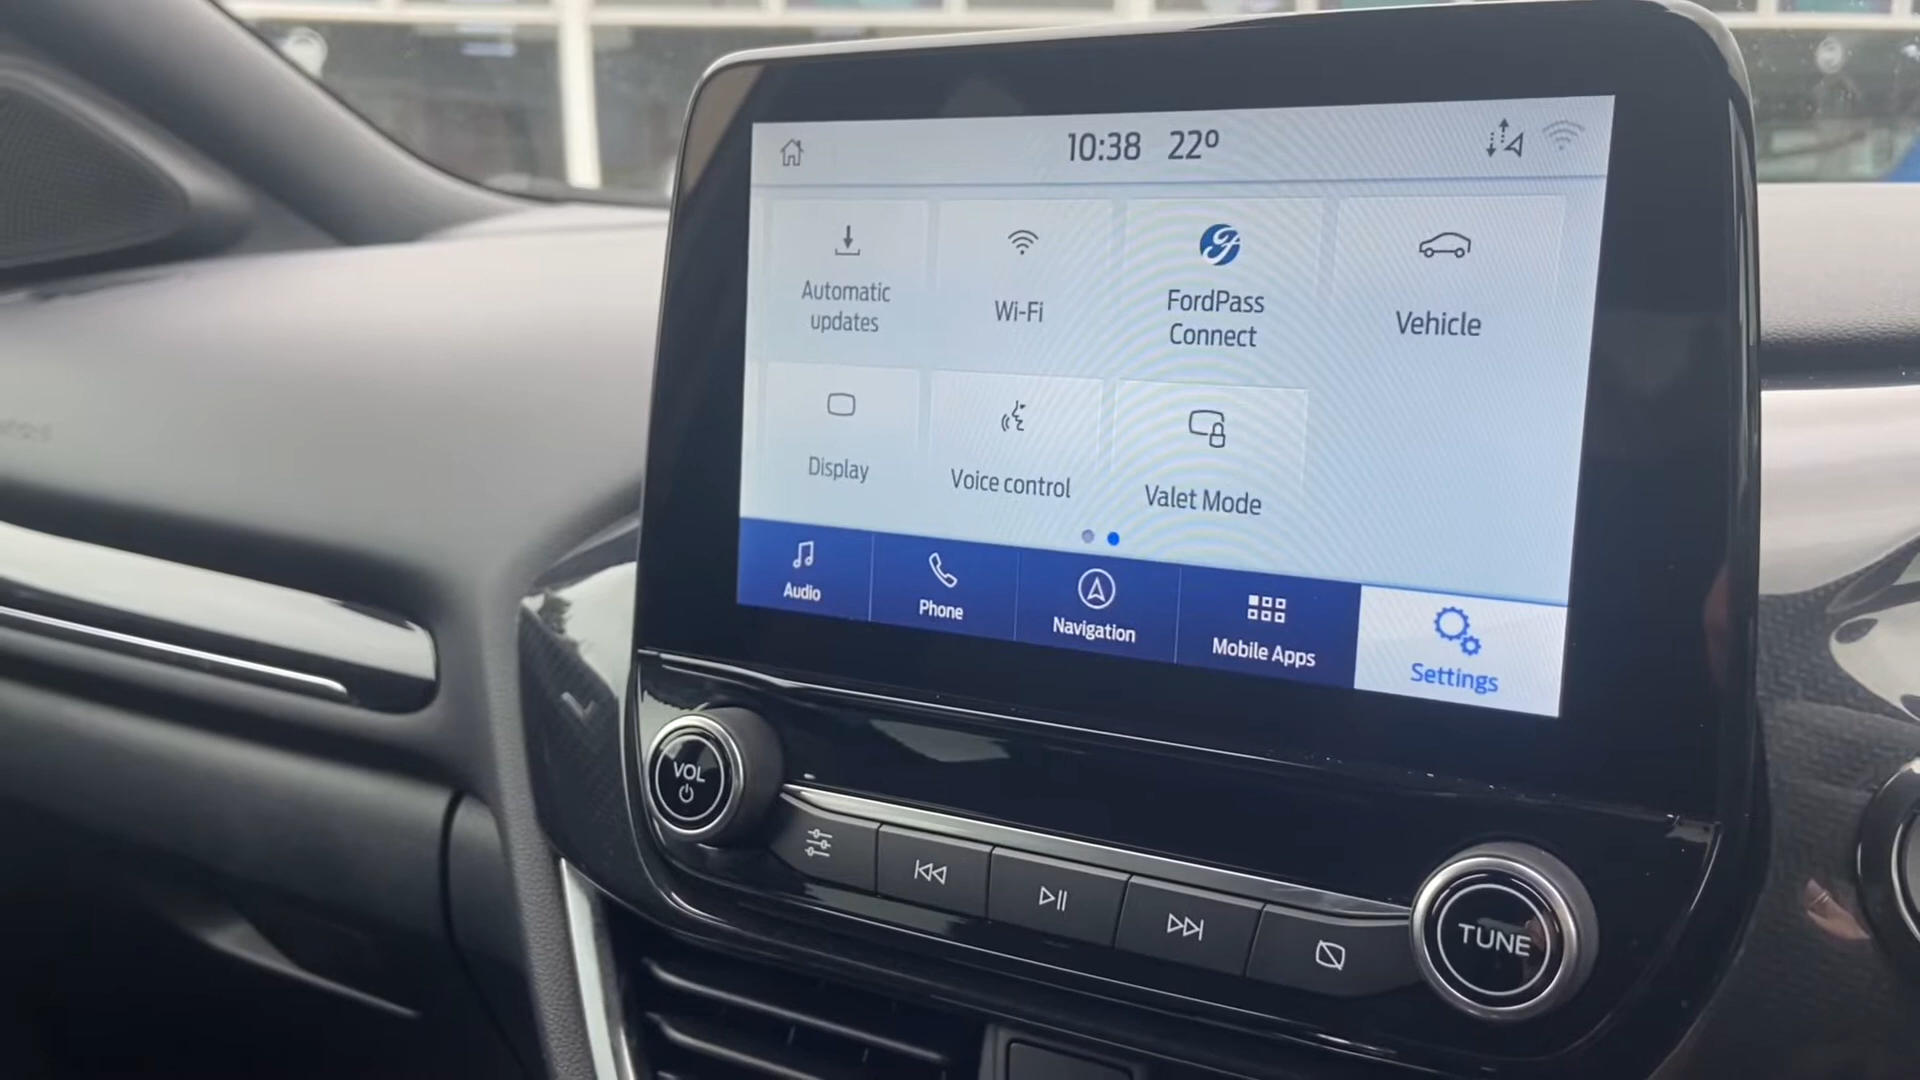 10:38 22º
Automatic
updates
Wi-Fi
FordPass
Connect
Vehicle
Display
Voice control
Valet Mode
Audio
Phone
Navigation
Mobile Apps
Settings
VOL
TUNE